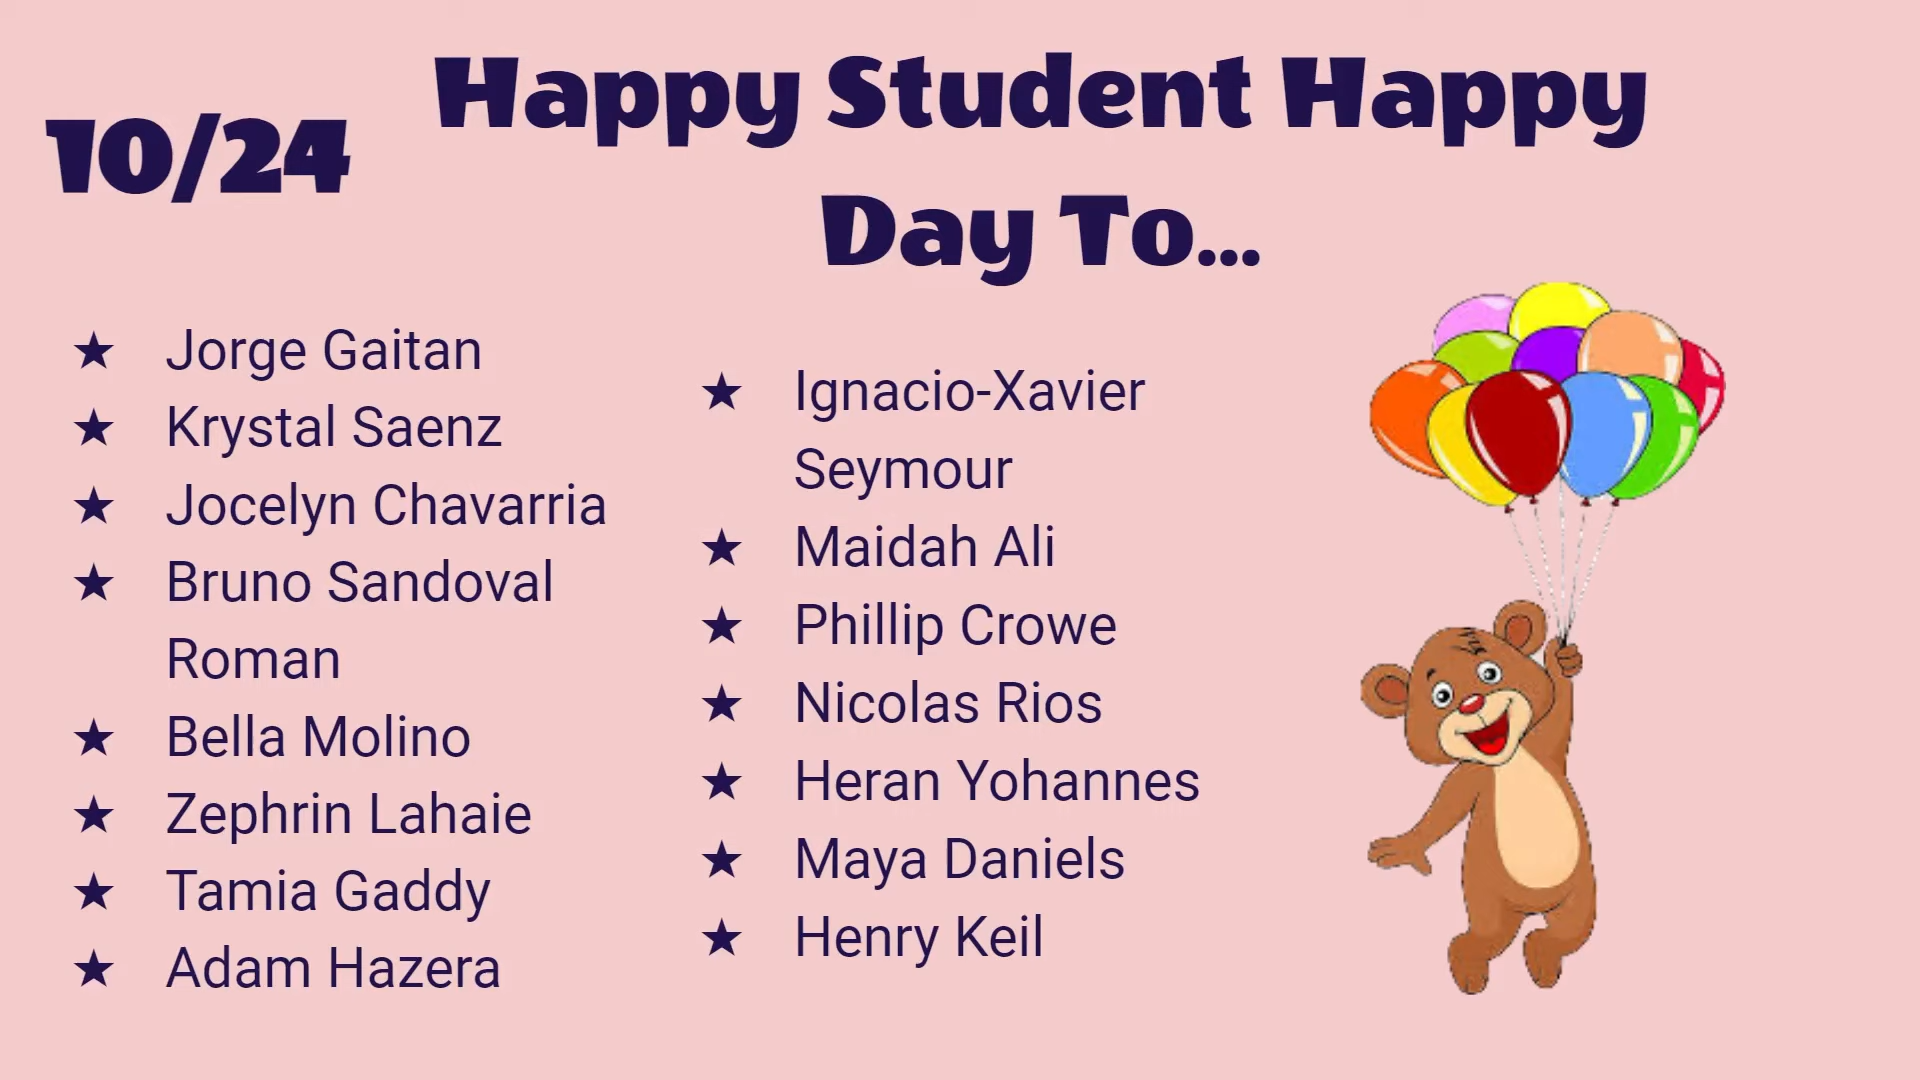 10/24
Happy Student Happy
Day To...
★ Jorge Gaitan
★ Krystal Saenz
★ Jocelyn Chavarria
★ Bruno Sandoval
Roman
★ Bella Molino
★ Zephrin Lahaie
★ Tamia Gaddy
★ Adam Hazera
★ Ignacio-Xavier
Seymour
★ Maidah Ali
★ Phillip Crowe
★ Nicolas Rios
★ Heran Yohannes
★ Maya Daniels
★ Henry Keil